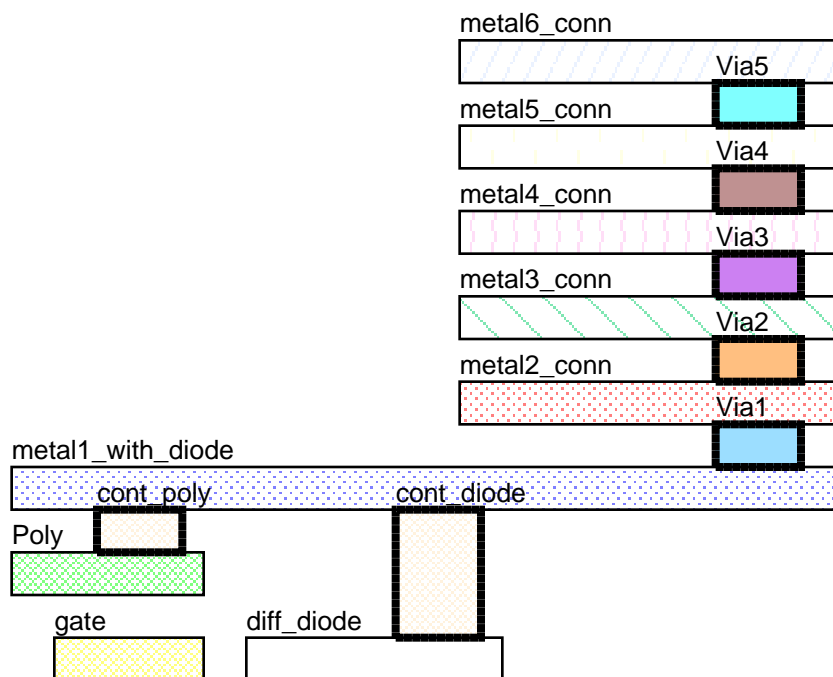 metal6_conn
Via5
metal5_conn
Via4
metal4_conn
Via3
metal3_conn
Via2
metal2_conn
Via1
metal1_with_diode
cont_poly
cont_diode
Poly
gate
diff_diode